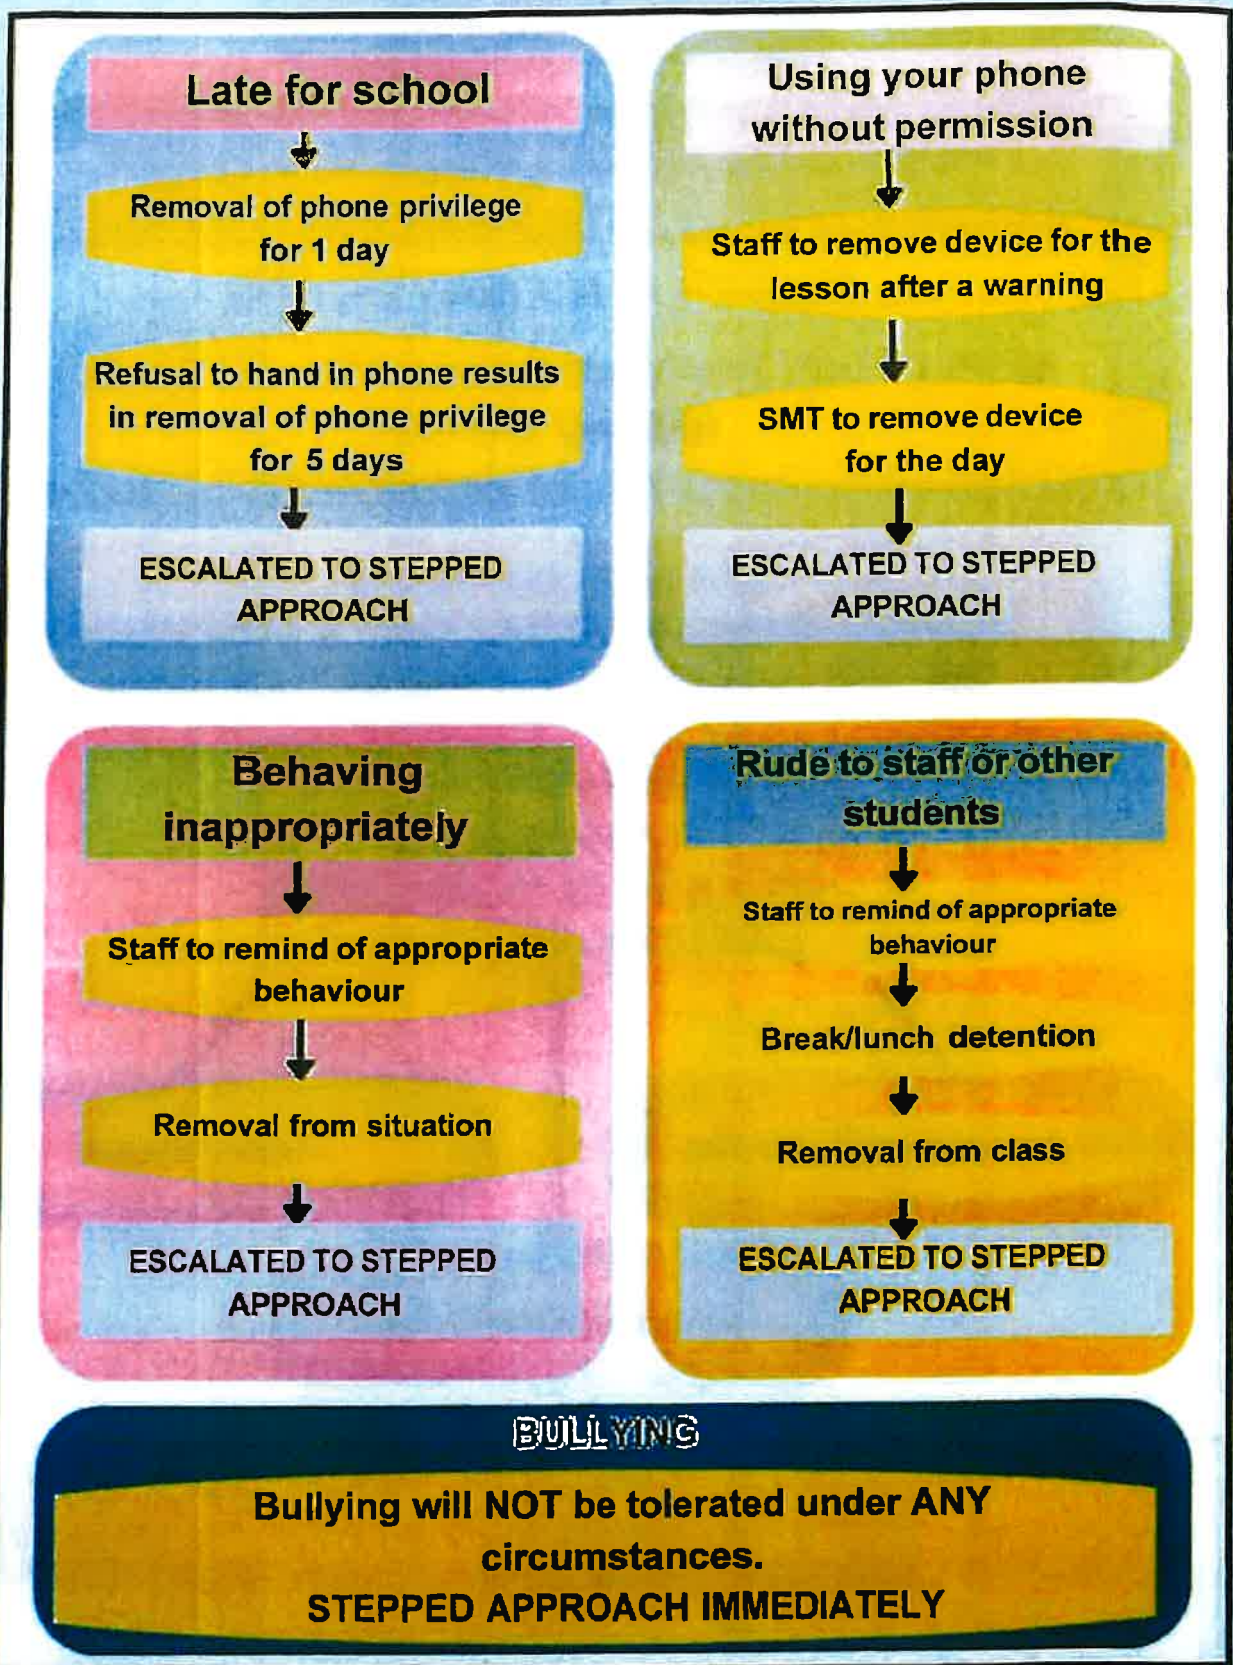 Late for school
Removal of phone privilege
for 1 day
Refusal to hand in phone results
in removal of phone privilege
for 5 days
ESCALATED TO STEPPED
APPROACH
Using your phone
without permission
Staff to remove device for the
lesson after a warning
SMT to remove device
for the day
ESCALATED TO STEPPED
APPROACH
Behaving
inappropriately
Staff to remind of appropriate
behaviour
Removal from situation
ESCALATED TO STEPPED
APPROACH
Rude to staff or other
students
Staff to remind of appropriate
behaviour
Break/lunch detention
Removal from class
ESCALATED TO STEPPED
APPROACH
BULLYING
Bullying will NOT be tolerated under ANY
circumstances.
STEPPED APPROACH IMMEDIATELY